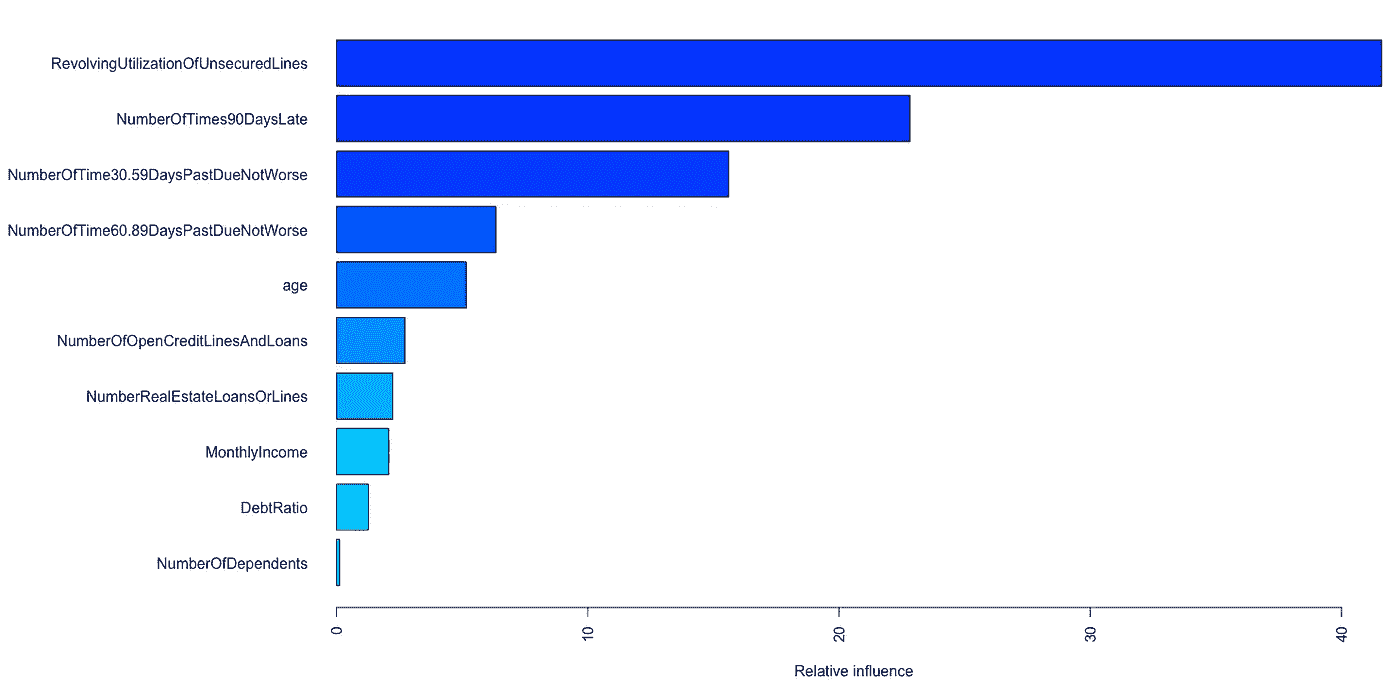 RevolvingUtilizationOfUnsecuredLines
NumberOfTimes90DaysLate
NumberOfTime30.59DaysPastDueNotWorse
NumberOfTime60.89DaysPastDueNotWorse
age
NumberOfOpenCreditLinesAndLoans
NumberRealEstateLoansOrLines
MonthlyIncome
DebtRatio
NumberOfDependents
0 10 20 30 40
Relative influence